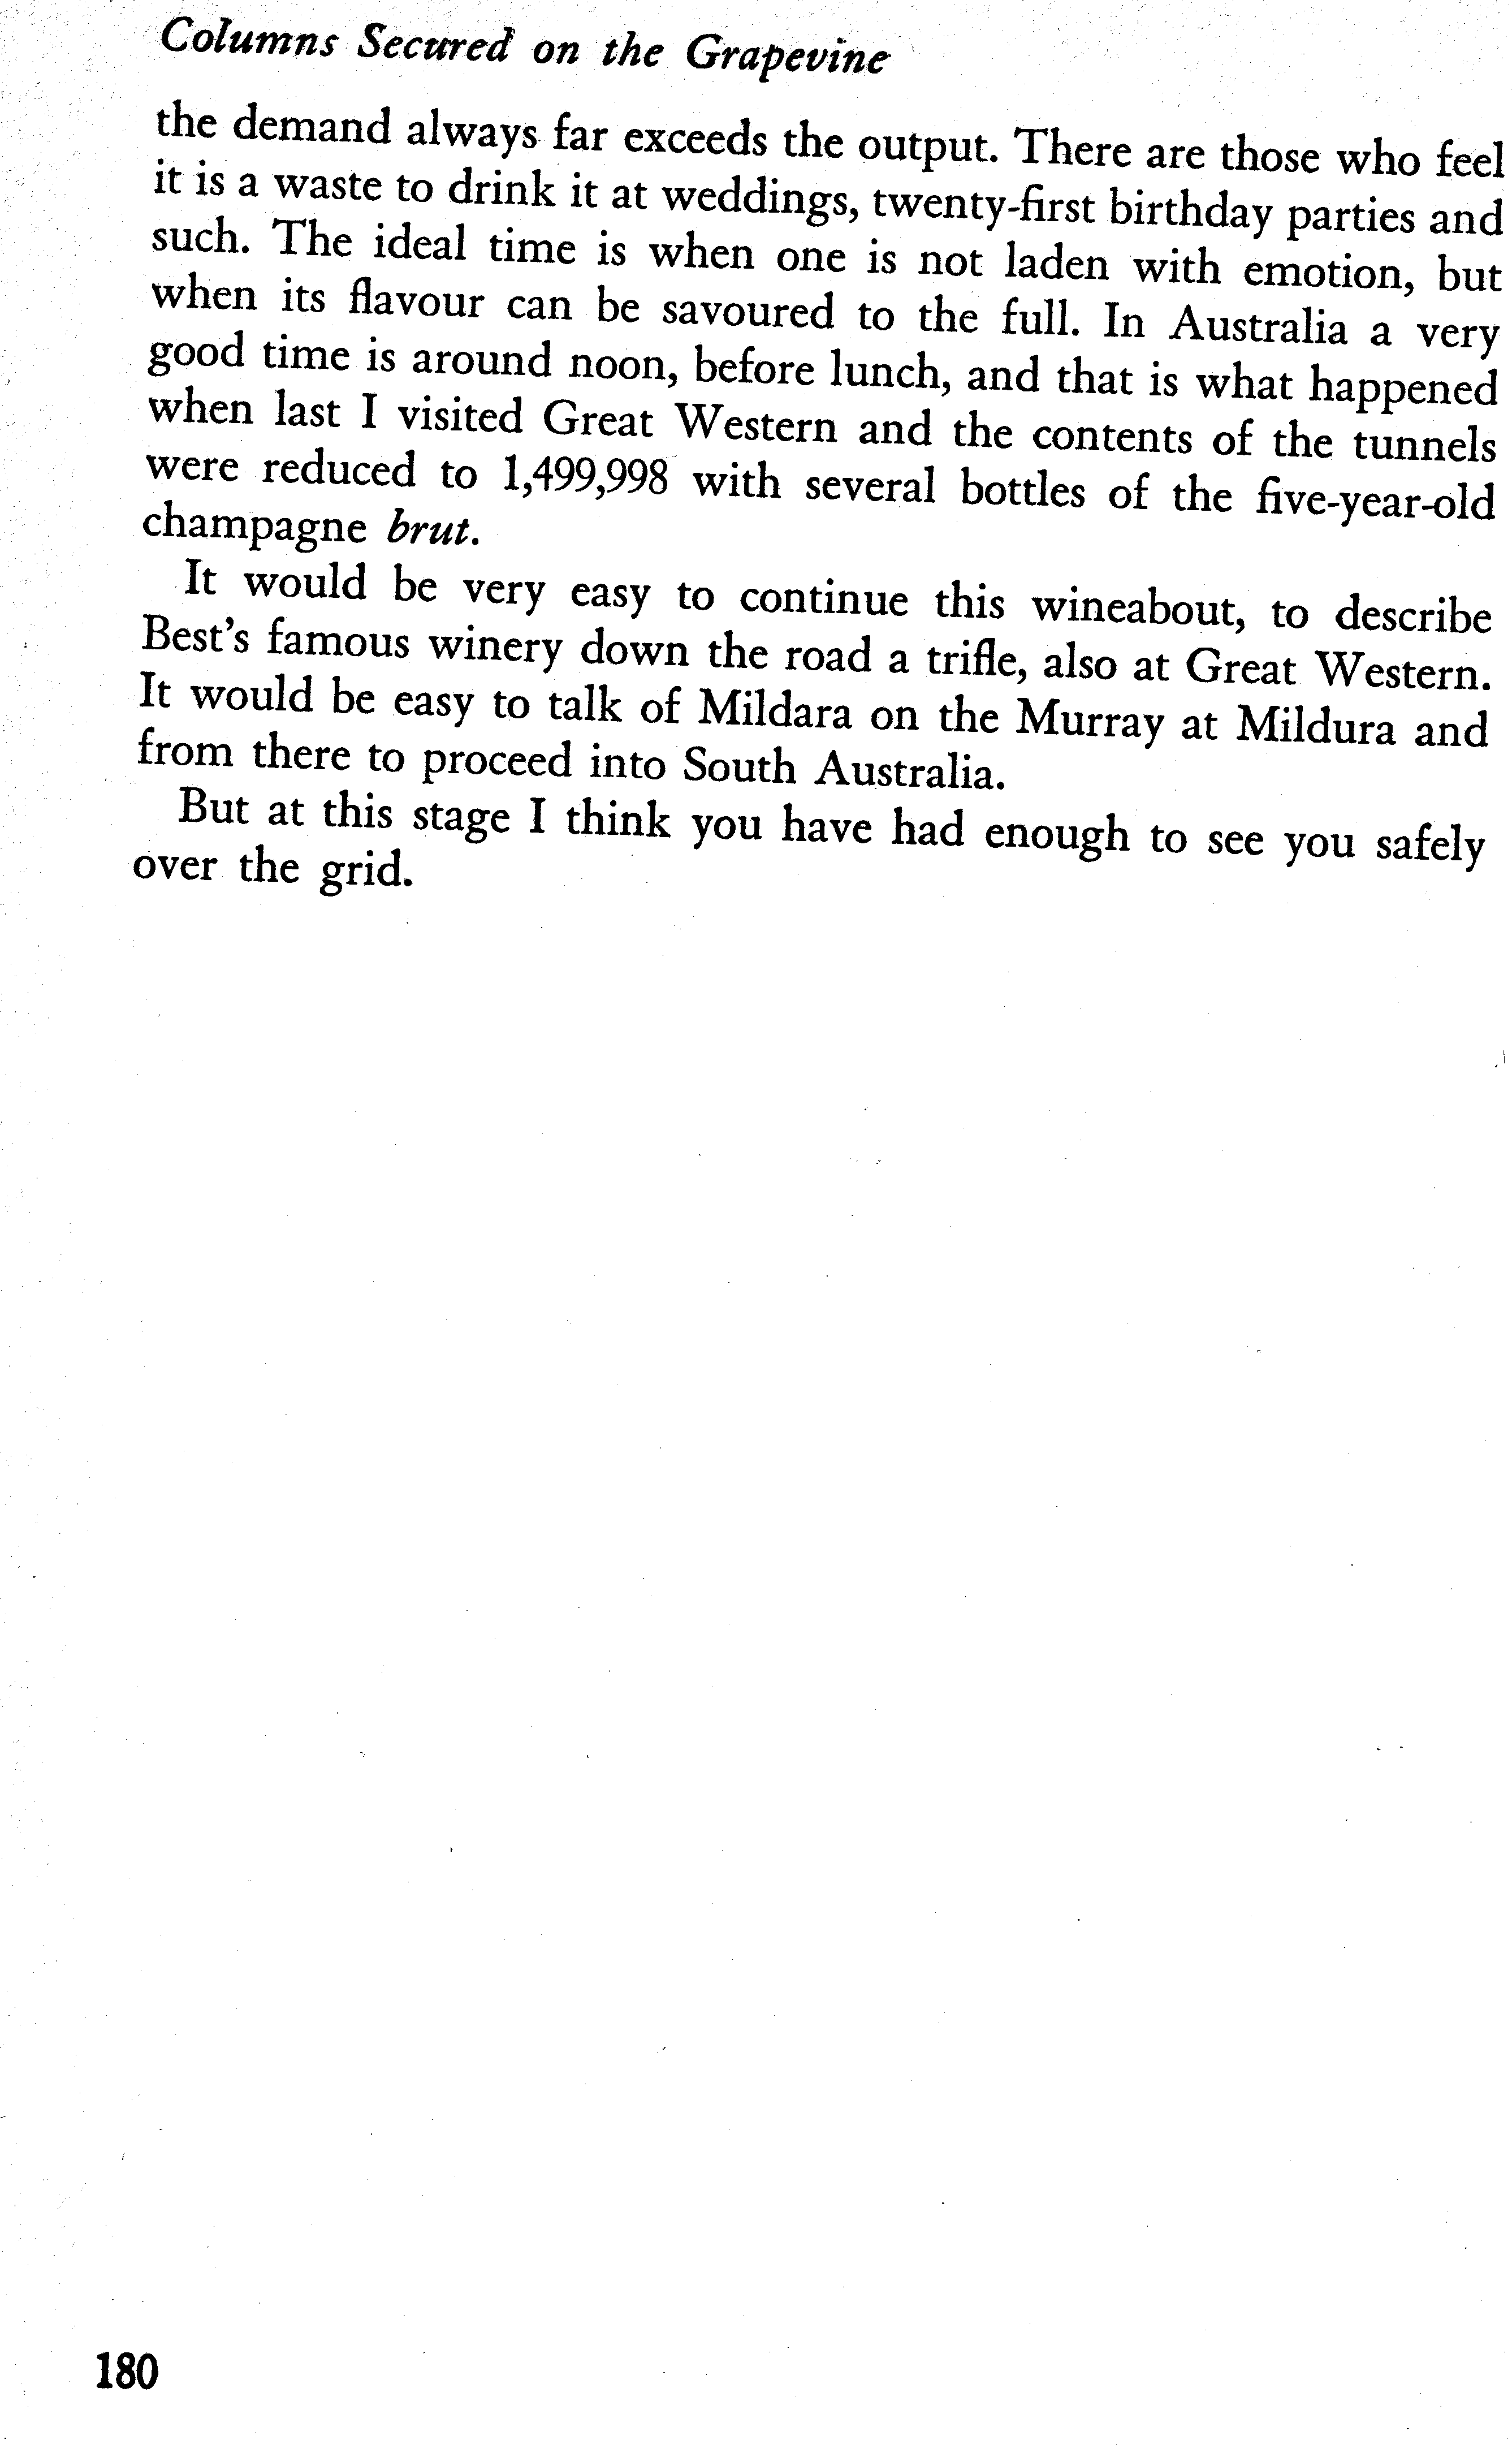 Columns Secured on the Grapevine
the demand always far exceeds the output. There are those who feel
it is a waste to drink it at weddings, twenty-first birthday parties and
such. The ideal time is when one is not laden with emotion, but
when its flavour can be savoured to the full. In Australia a very
good time is around noon, before lunch, and that is what happened
when last I visited Great Western and the contents of the tunnels
were reduced to 1,499,998 with several bottles of the five-year-old
champagne brut.
It would be very easy to continue this wineabout, to describe
Best's famous winery down the road a trifle, also at Great Western.
It would be easy to talk of Mildara on the Murray at Mildura and
from there to proceed into South Australia.
But at this stage I think you have had enough to see you safely
over the grid.
180